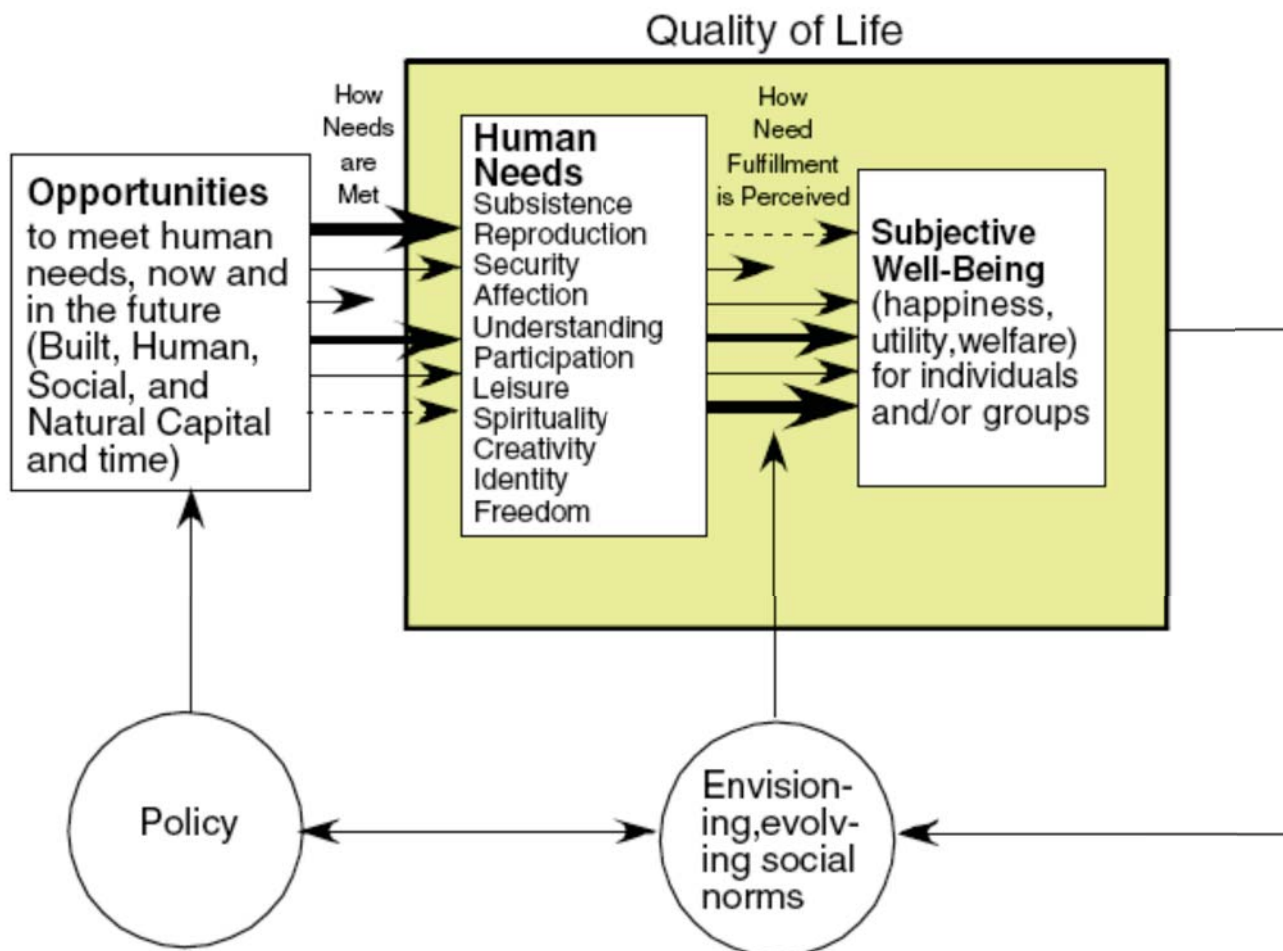 Quality of Life
How
Needs
are
Met
How
Need
Fulfillment
is Perceived
Opportunities
to meet human
needs, now and
in the future
(Built, Human,
Social, and
Natural Capital
and time)
Human
Needs
Subsistence
Reproduction
Security
Affection
Understanding
Participation
Leisure
Spirituality
Creativity
Identity
Freedom
Subjective
Well-Being
(happiness,
utility,welfare)
for individuals
and/or groups
Policy
Envision-
ing,evolv-
ing social
norms